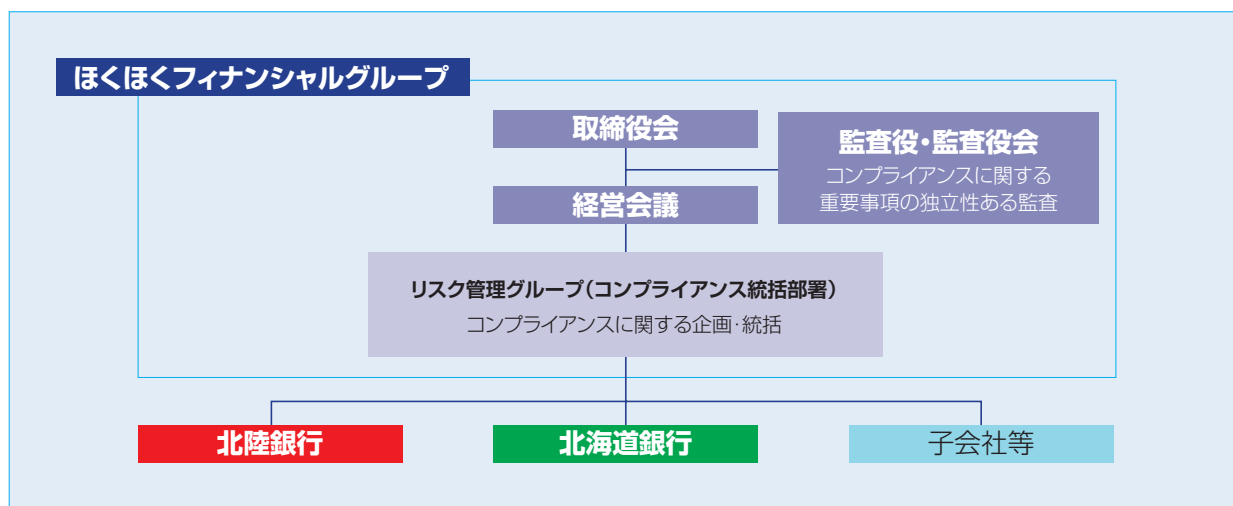 ほくほくフィナンシャルグループ
取締役会
監査役・監査役会
コンプライアンスに関する
重要事項の独立性ある監査
経営会議
リスク管理グループ(コンプライアンス統括部署)
コンプライアンスに関する企画・統括
北陸銀行
北海道銀行
子会社等